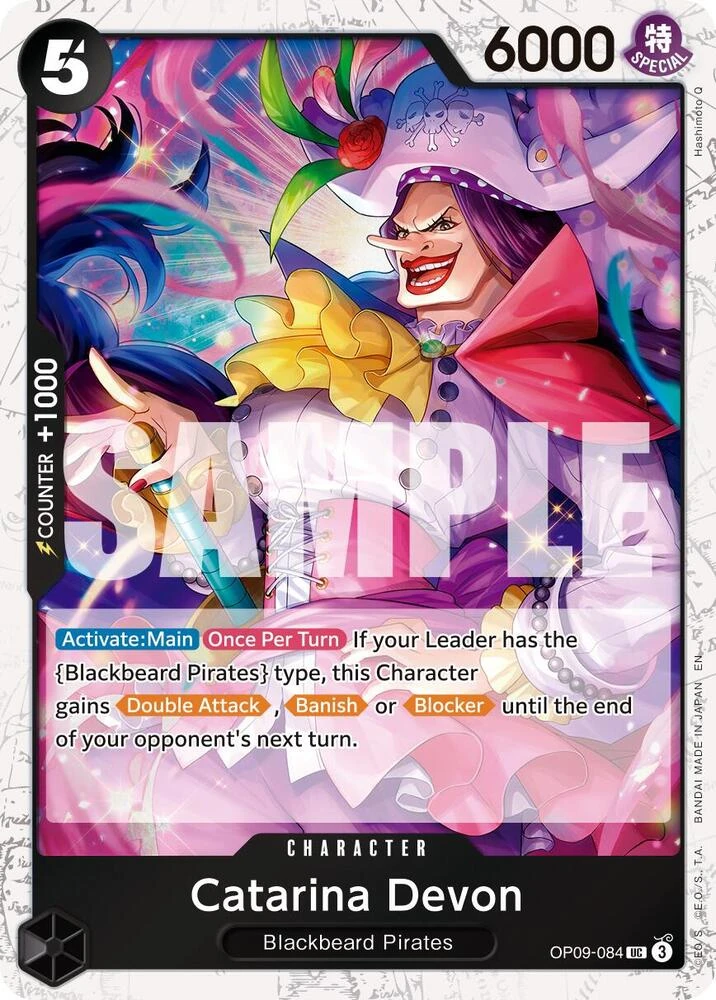 5
6000
特
SPECIAL
Hashimoto Q
COUNTER +1000
SAMPLE
Activate:Main Once Per Turn If your Leader has the
{Blackbeard Pirates} type, this Character
gains Double Attack , Banish or Blocker until the end
of your opponent's next turn.
CHARACTER
Catarina Devon
Blackbeard Pirates
OP09-084 UC 3
©E.O.S. ©E.O./S.,T.A. BANDAI MADE IN JAPAN EN